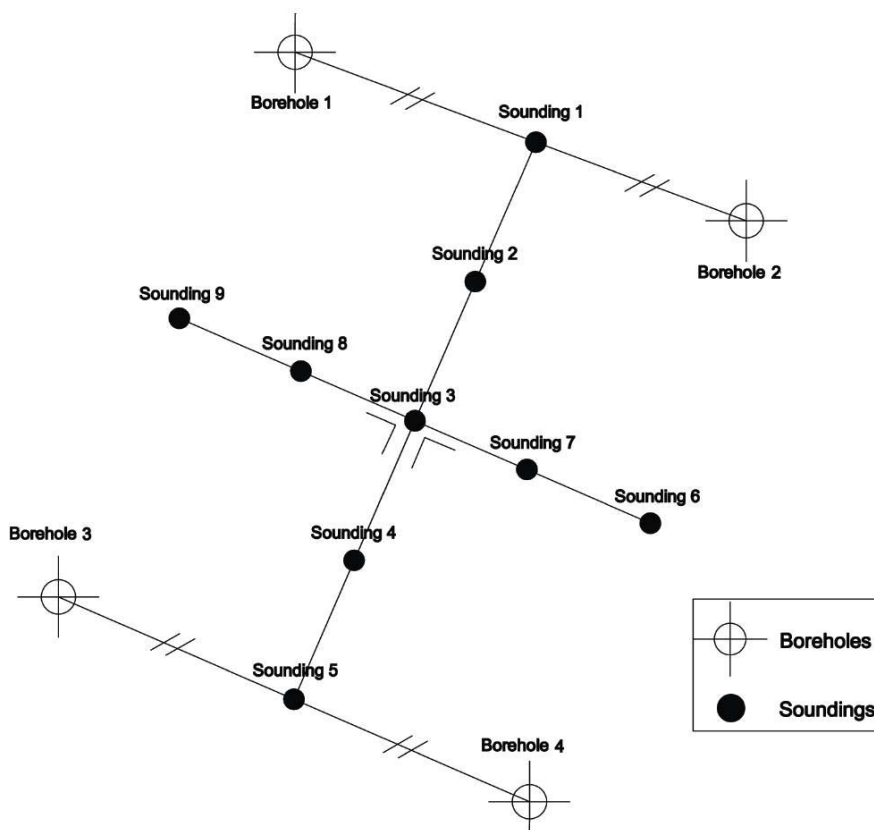 Borehole 1
Sounding 1
Sounding 2
Borehole 2
Sounding 9
Sounding 8
Sounding 3
Sounding 7
Sounding 6
Borehole 3
Sounding 4
Sounding 5
Borehole 4
Boreholes
Soundings